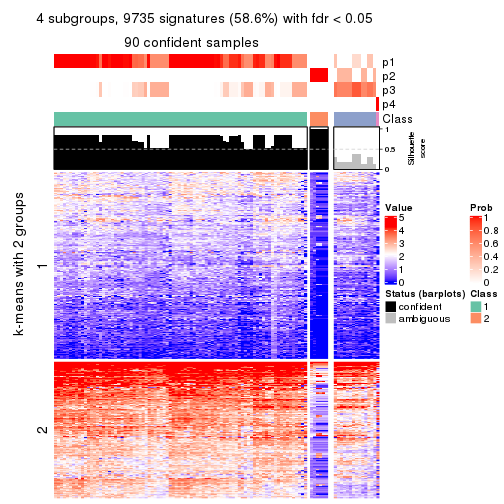 4 subgroups, 9735 signatures (58.6%) with fdr < 0.05
90 confident samples
p1
p2
p3
p4
Class
1
0.5
0
Silhouette
score
k-means with 2 groups
1
2
Value
5
4
3
2
1
0
Prob
1
0.8
0.6
0.4
0.2
0
Status (barplots)
confident
ambiguous
Class
1
2